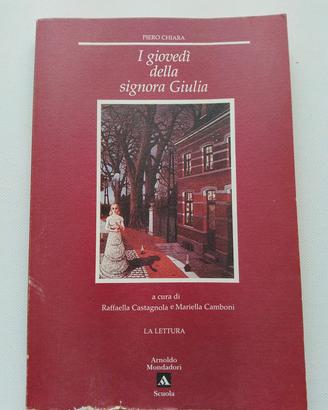 PIERO CHIARA
I giovedì
della
signora Giulia
a cura di
Raffaella Castagnola e Mariella Camboni
LA LETTURA
Arnoldo
Mondadori
A
Scuola